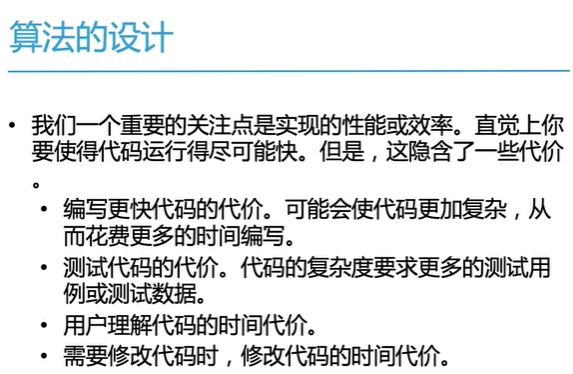 算法的设计
• 我们一个重要的关注点是实现的性能或效率。直觉上你
要使得代码运行得尽可能快。但是，这隐含了一些代价
。
• 编写更快代码的代价。可能会使代码更加复杂，从
而花费更多的时间编写。
• 测试代码的代价。代码的复杂度要求更多的测试用
例或测试数据。
• 用户理解代码的时间代价。
• 需要修改代码时，修改代码的时间代价。